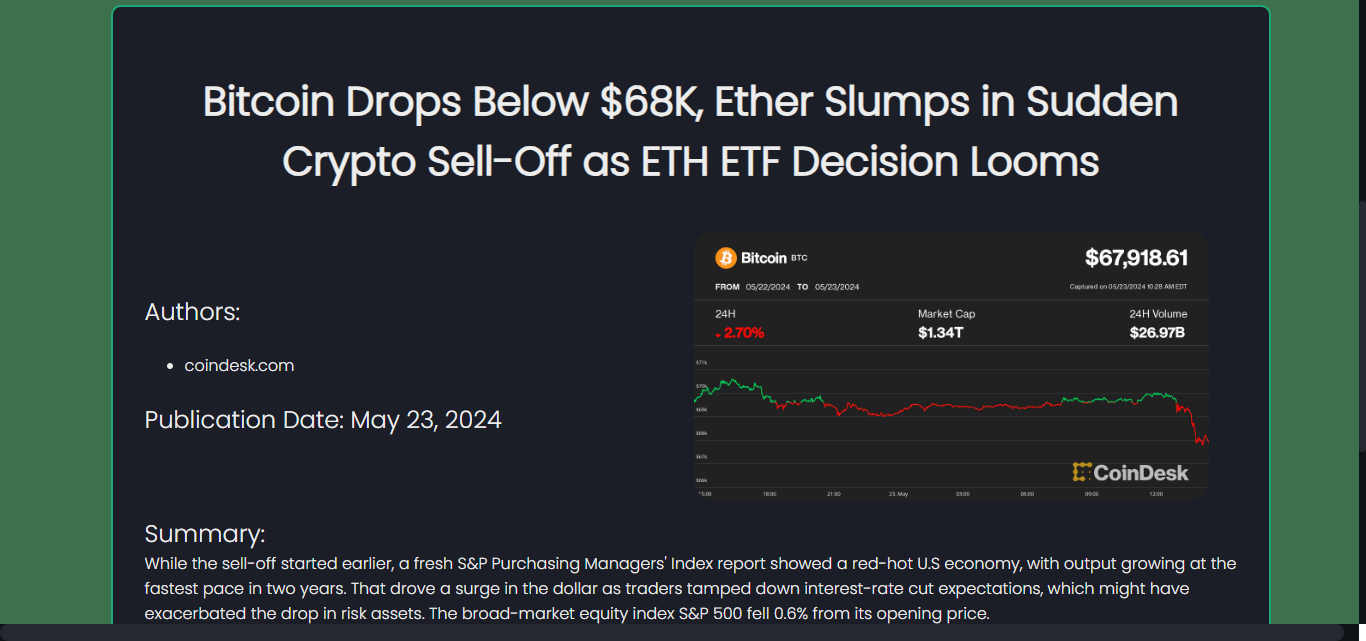 Bitcoin Drops Below $68K, Ether Slumps in Sudden
Crypto Sell-Off as ETH ETF Decision Looms
Authors:
coindesk.com
Publication Date: May 23, 2024
Bitcoin BTC
$67,918.61
FROM 05/22/2024 TO 05/23/2024
Captured on 05/23/2024 10:28 AM EDT
24H
Market Cap
24H Volume
2.70%
$1.34T
$26.97B
$71k
$70k
$69k
$68k
$67k
$66k
CoinDesk
15:00 18:00 21:00 23. May 03:00 06:00 09:00 12:00
Summary:
While the sell-off started earlier, a fresh S&P Purchasing Managers' Index report showed a red-hot U.S economy, with output growing at the
fastest pace in two years. That drove a surge in the dollar as traders tamped down interest-rate cut expectations, which might have
exacerbated the drop in risk assets. The broad-market equity index S&P 500 fell 0.6% from its opening price.